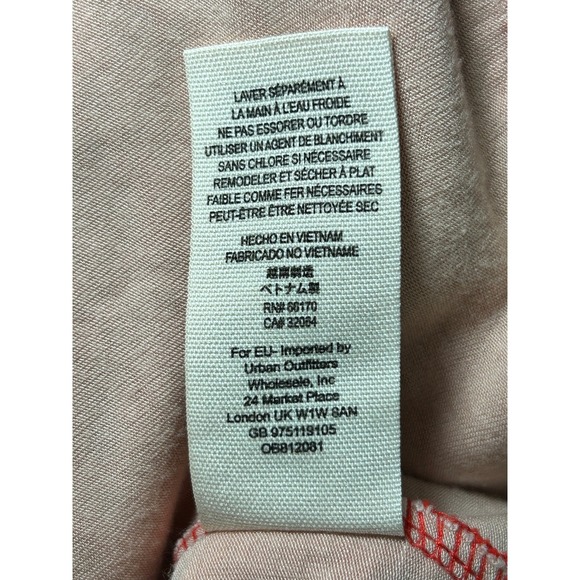 LAVER SÉPARÉMENT À
LA MAIN À L'EAU FROIDE
NE PAS ESSORER OU TORDRE
UTILISER UN AGENT DE BLANCHIMENT
SANS CHLORE SI NÉCESSAIRE
REMODELER ET SÉCHER À PLAT
FAIBLE COMME FER NÉCESSAIRES
PEUT-ÊTRE ÊTRE NETTOYÉE SEC
HECHO EN VIETNAM
FABRICADO NO VIETNAME
越南製造
ベトナム製
RN# 66170
CA# 32064
For EU- Imported by
Urban Outfitters
Wholesale, Inc
24 Market Place
London UK W1W 8AN
GB 975119105
OB812081